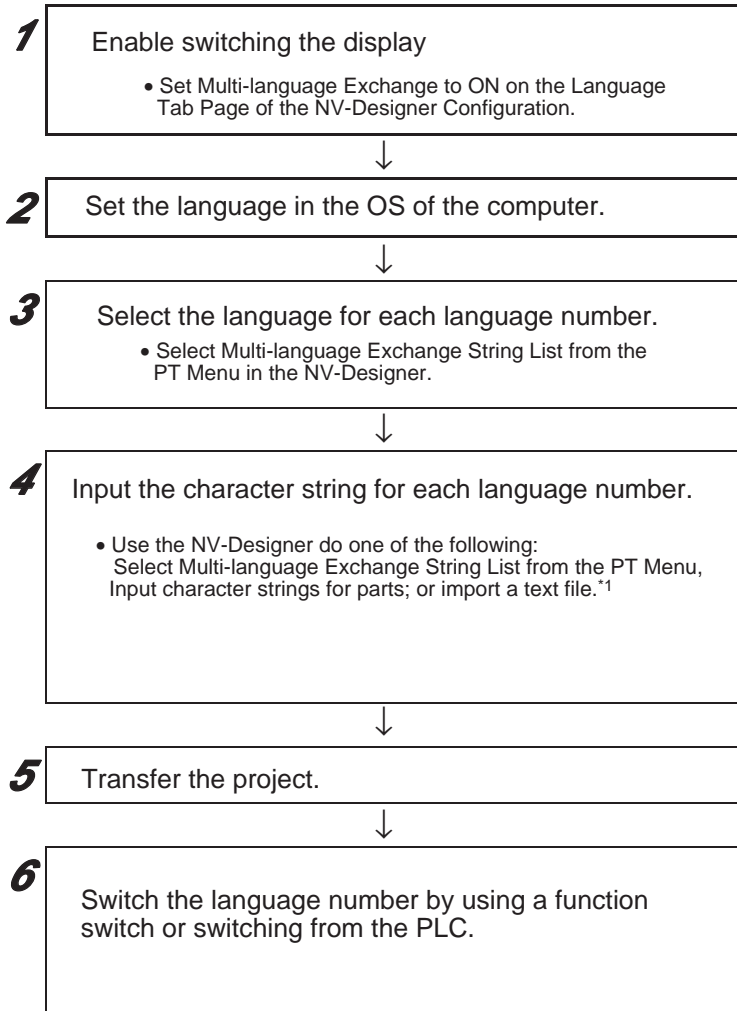 1
Enable switching the display
• Set Multi-language Exchange to ON on the Language
Tab Page of the NV-Designer Configuration.
↓
2
Set the language in the OS of the computer.
↓
3
Select the language for each language number.
• Select Multi-language Exchange String List from the
PT Menu in the NV-Designer.
↓
4
Input the character string for each language number.
• Use the NV-Designer do one of the following:
Select Multi-language Exchange String List from the PT Menu,
Input character strings for parts; or import a text file.*1
↓
5
Transfer the project.
↓
6
Switch the language number by using a function
switch or switching from the PLC.